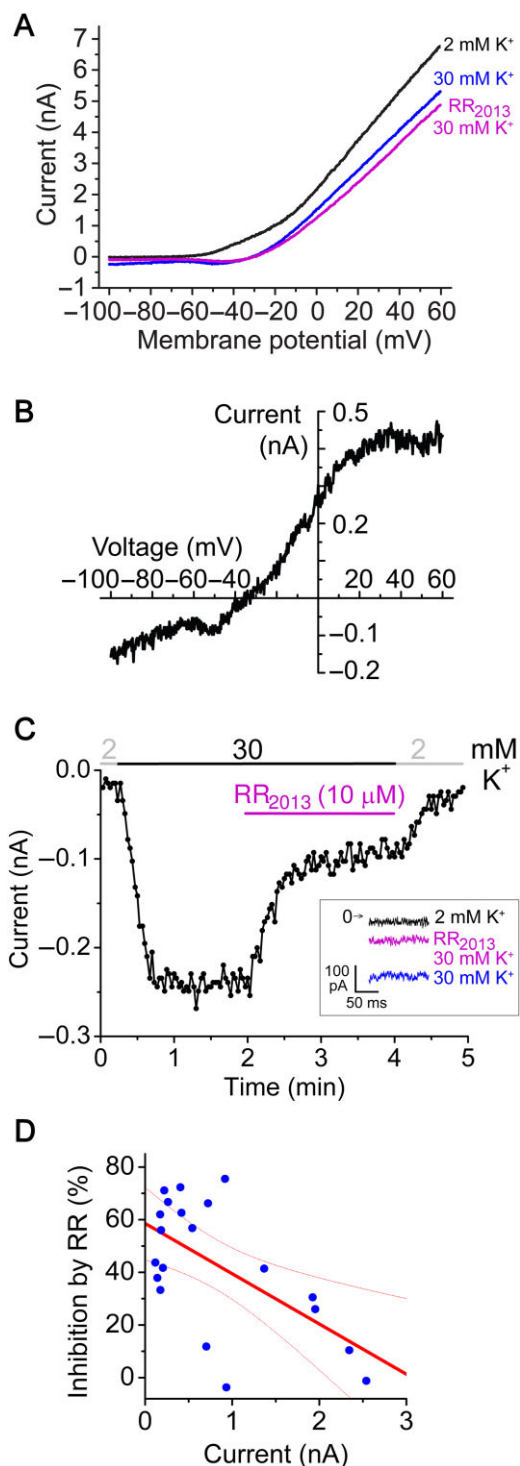 A
Current (nA)
7
6
5
4
3
2
1
0
−1
2 mM K⁺
30 mM K⁺
RR₂₀₁₃
30 mM K⁺
−100−80−60−40−20 0 20 40 60
Membrane potential (mV)
B
Current
(nA)
0.5
0.2
Voltage (mV)
−100−80−60−40
20 40 60
−0.1
−0.2
C
2 30 2 mM
K⁺
RR₂₀₁₃ (10 μM)
Current (nA)
0.0
−0.1
−0.2
−0.3
0→ 2 mM K⁺
RR₂₀₁₃
30 mM K⁺
30 mM K⁺
100
pA
50 ms
0 1 2 3 4 5
Time (min)
D
Inhibition by RR (%)
80
60
40
20
0
0 1 2 3
Current (nA)